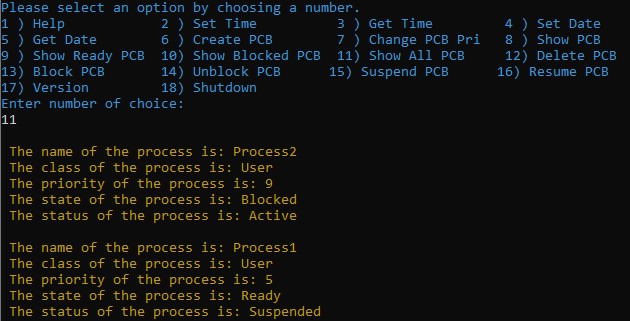 Please select an option by choosing a number.
1 ) Help 2 ) Set Time 3 ) Get Time 4 ) Set Date
5 ) Get Date 6 ) Create PCB 7 ) Change PCB Pri 8 ) Show PCB
9 ) Show Ready PCB 10) Show Blocked PCB 11) Show All PCB 12) Delete PCB
13) Block PCB 14) Unblock PCB 15) Suspend PCB 16) Resume PCB
17) Version 18) Shutdown
Enter number of choice:
11
The name of the process is: Process2
The class of the process is: User
The priority of the process is: 9
The state of the process is: Blocked
The status of the process is: Active
The name of the process is: Process1
The class of the process is: User
The priority of the process is: 5
The state of the process is: Ready
The status of the process is: Suspended